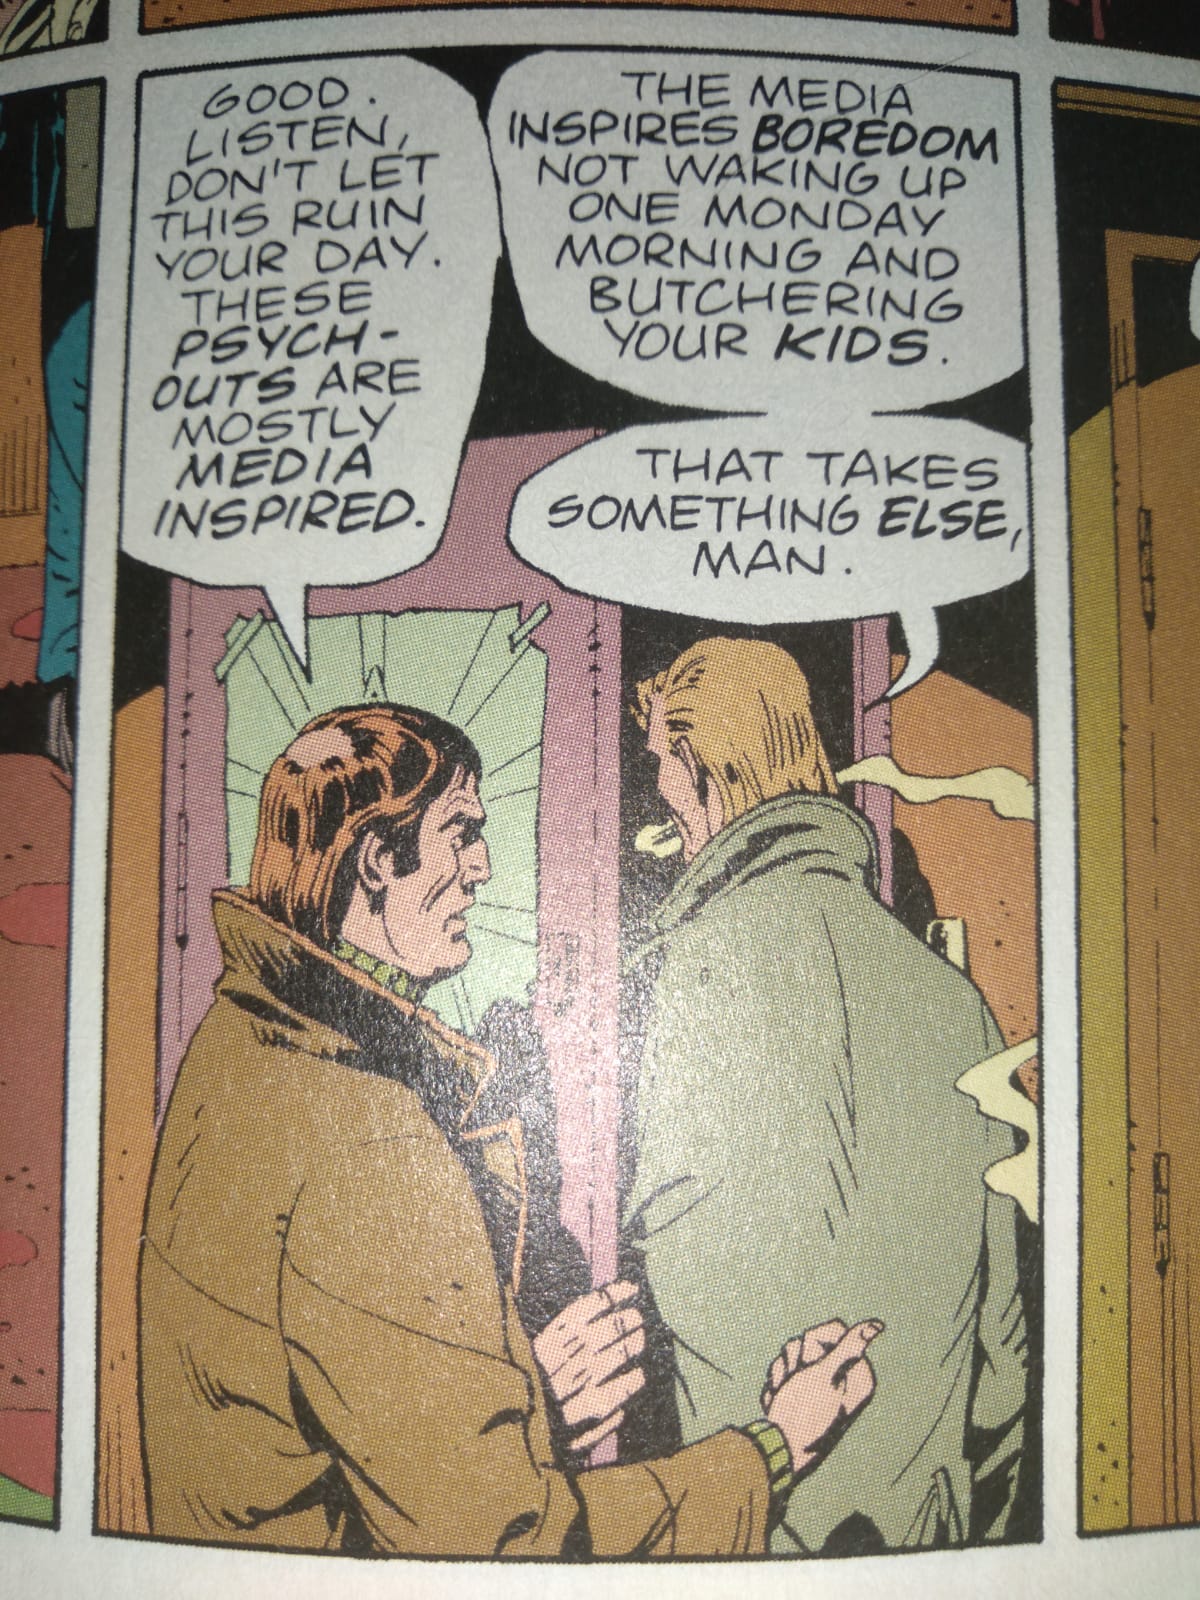 GOOD.
LISTEN,
DON'T LET
THIS RUIN
YOUR DAY.
THESE
PSYCH-
OUTS ARE
MOSTLY
MEDIA
INSPIRED.
THE MEDIA
INSPIRES BOREDOM
NOT WAKING UP
ONE MONDAY
MORNING AND
BUTCHERING
YOUR KIDS.
THAT TAKES
SOMETHING ELSE,
MAN.